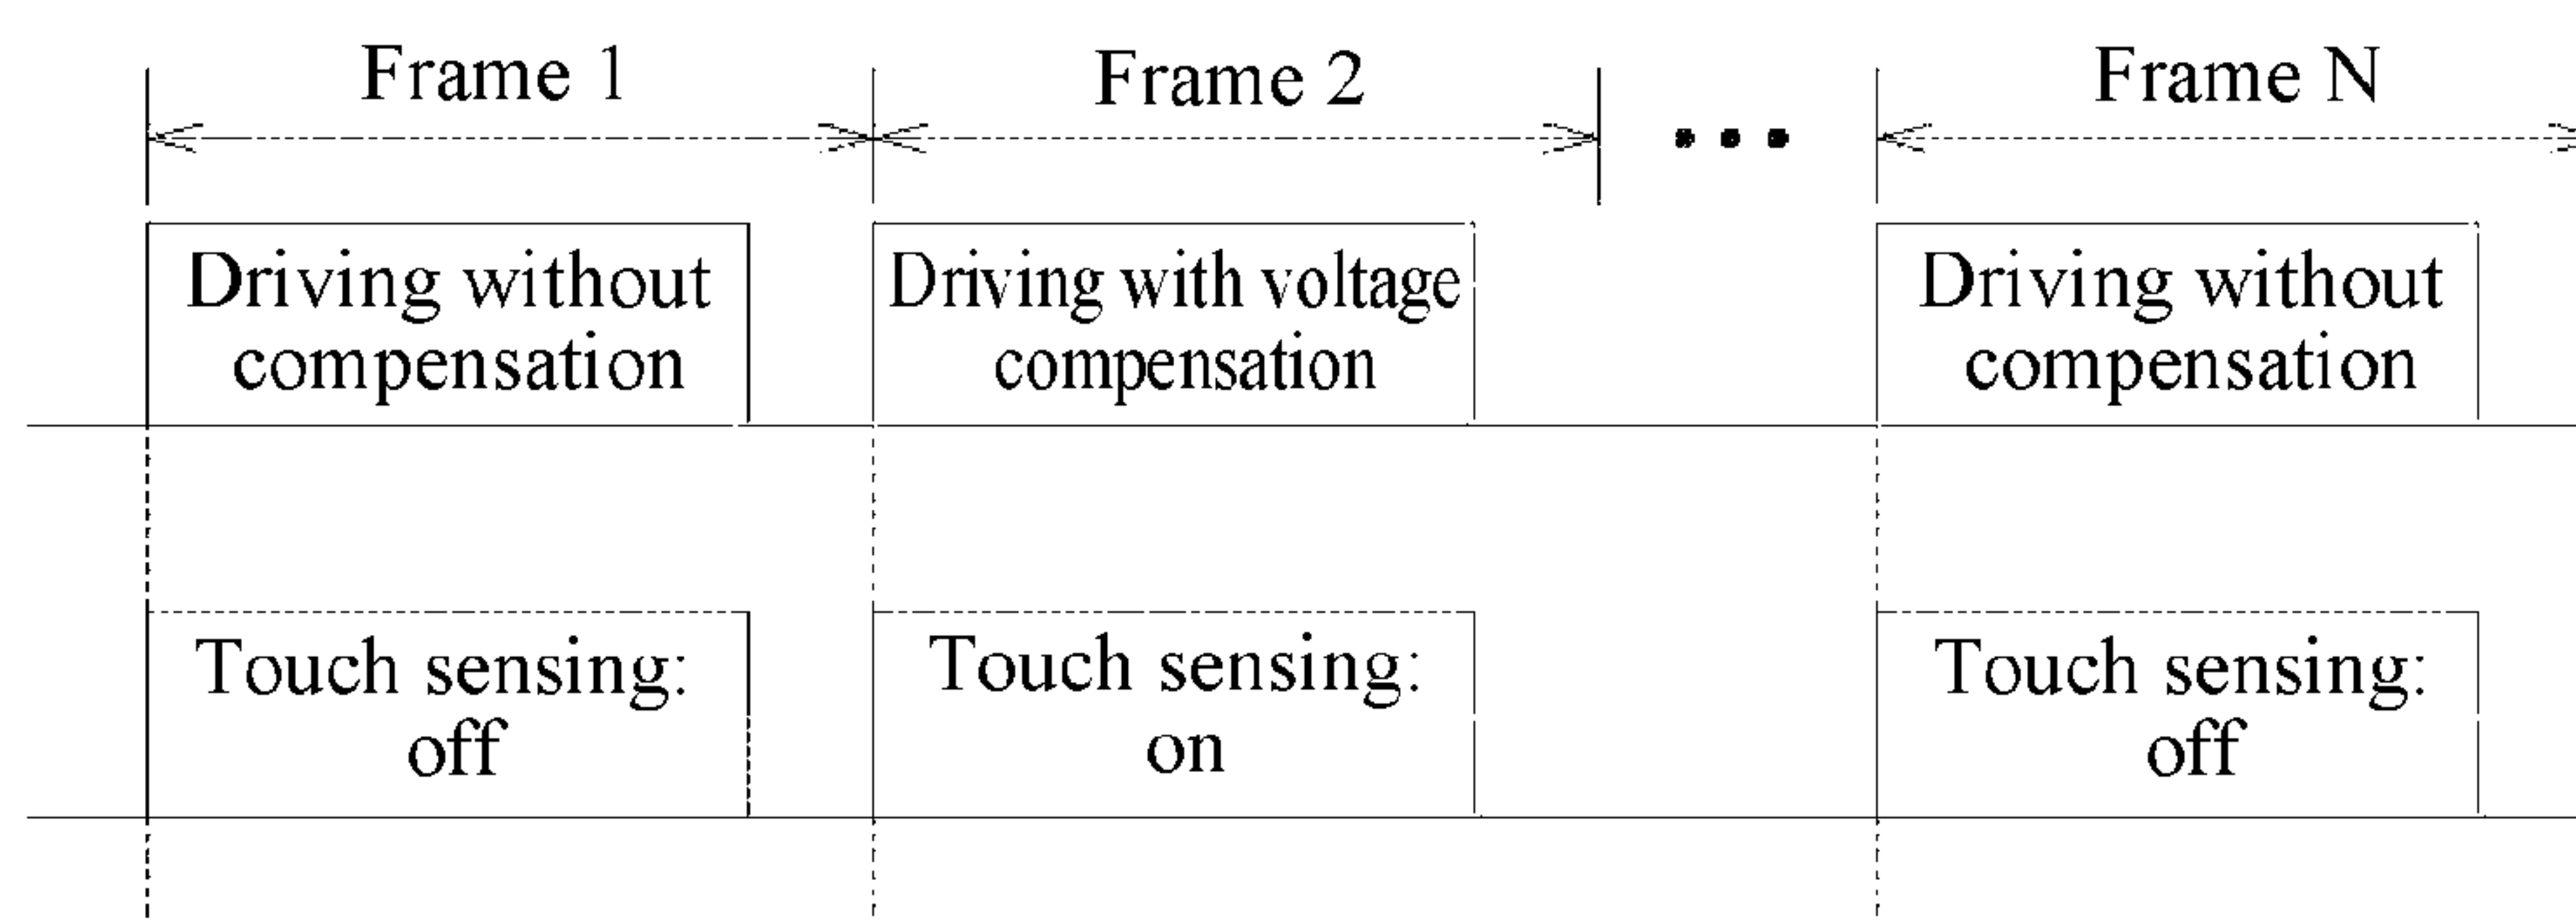 Frame 1
Frame 2
...
Frame N
Driving without
compensation
Driving with voltage
compensation
Driving without
compensation
Touch sensing:
off
Touch sensing:
on
Touch sensing:
off